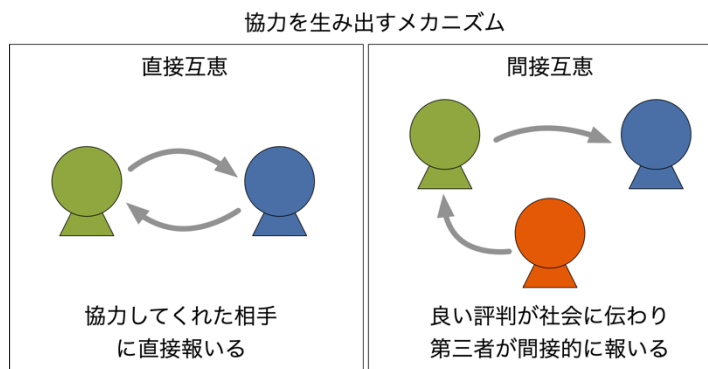 協力を生み出すメカニズム
直接互恵
協力してくれた相手
に直接報いる
間接互恵
良い評判が社会に伝わり
第三者が間接的に報いる